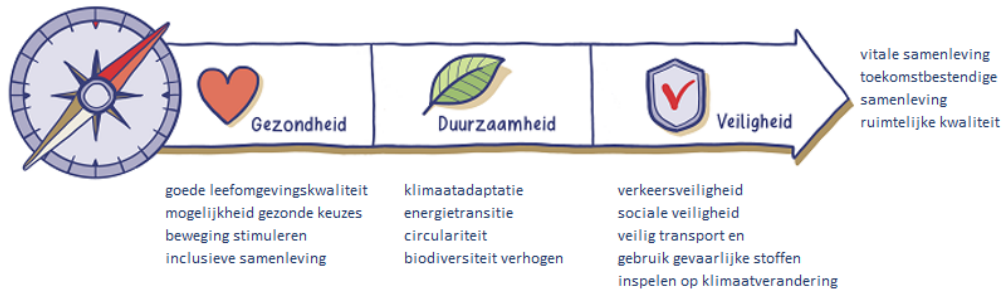 Gezondheid
Duurzaamheid
Veiligheid
vitale samenleving
toekomstbestendige
samenleving
ruimtelijke kwaliteit
goede leefomgevingskwaliteit
mogelijkheid gezonde keuzes
beweging stimuleren
inclusieve samenleving
klimaatadaptatie
energietransitie
circulariteit
biodiversiteit verhogen
verkeersveiligheid
sociale veiligheid
veilig transport en
gebruik gevaarlijke stoffen
inspelen op klimaatverandering